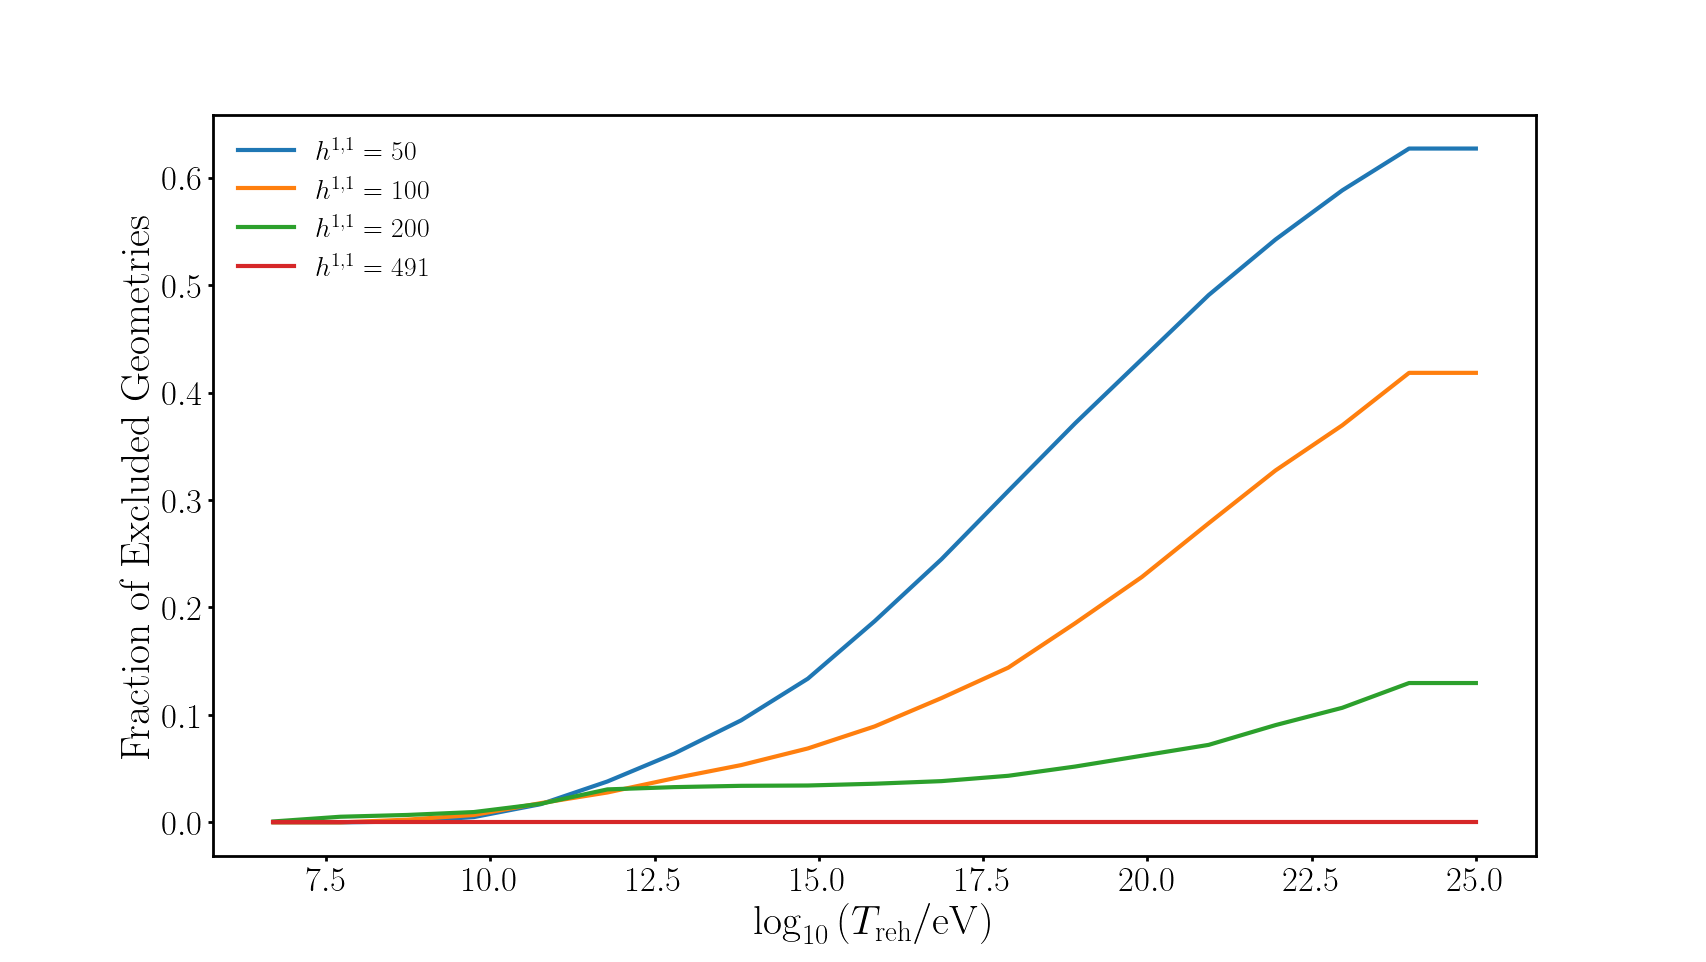 h^{1,1} = 50
h^{1,1} = 100
h^{1,1} = 200
h^{1,1} = 491
Fraction of Excluded Geometries
0.6
0.5
0.4
0.3
0.2
0.1
0.0
7.5 10.0 12.5 15.0 17.5 20.0 22.5 25.0
log₁₀ (T_reh/eV)